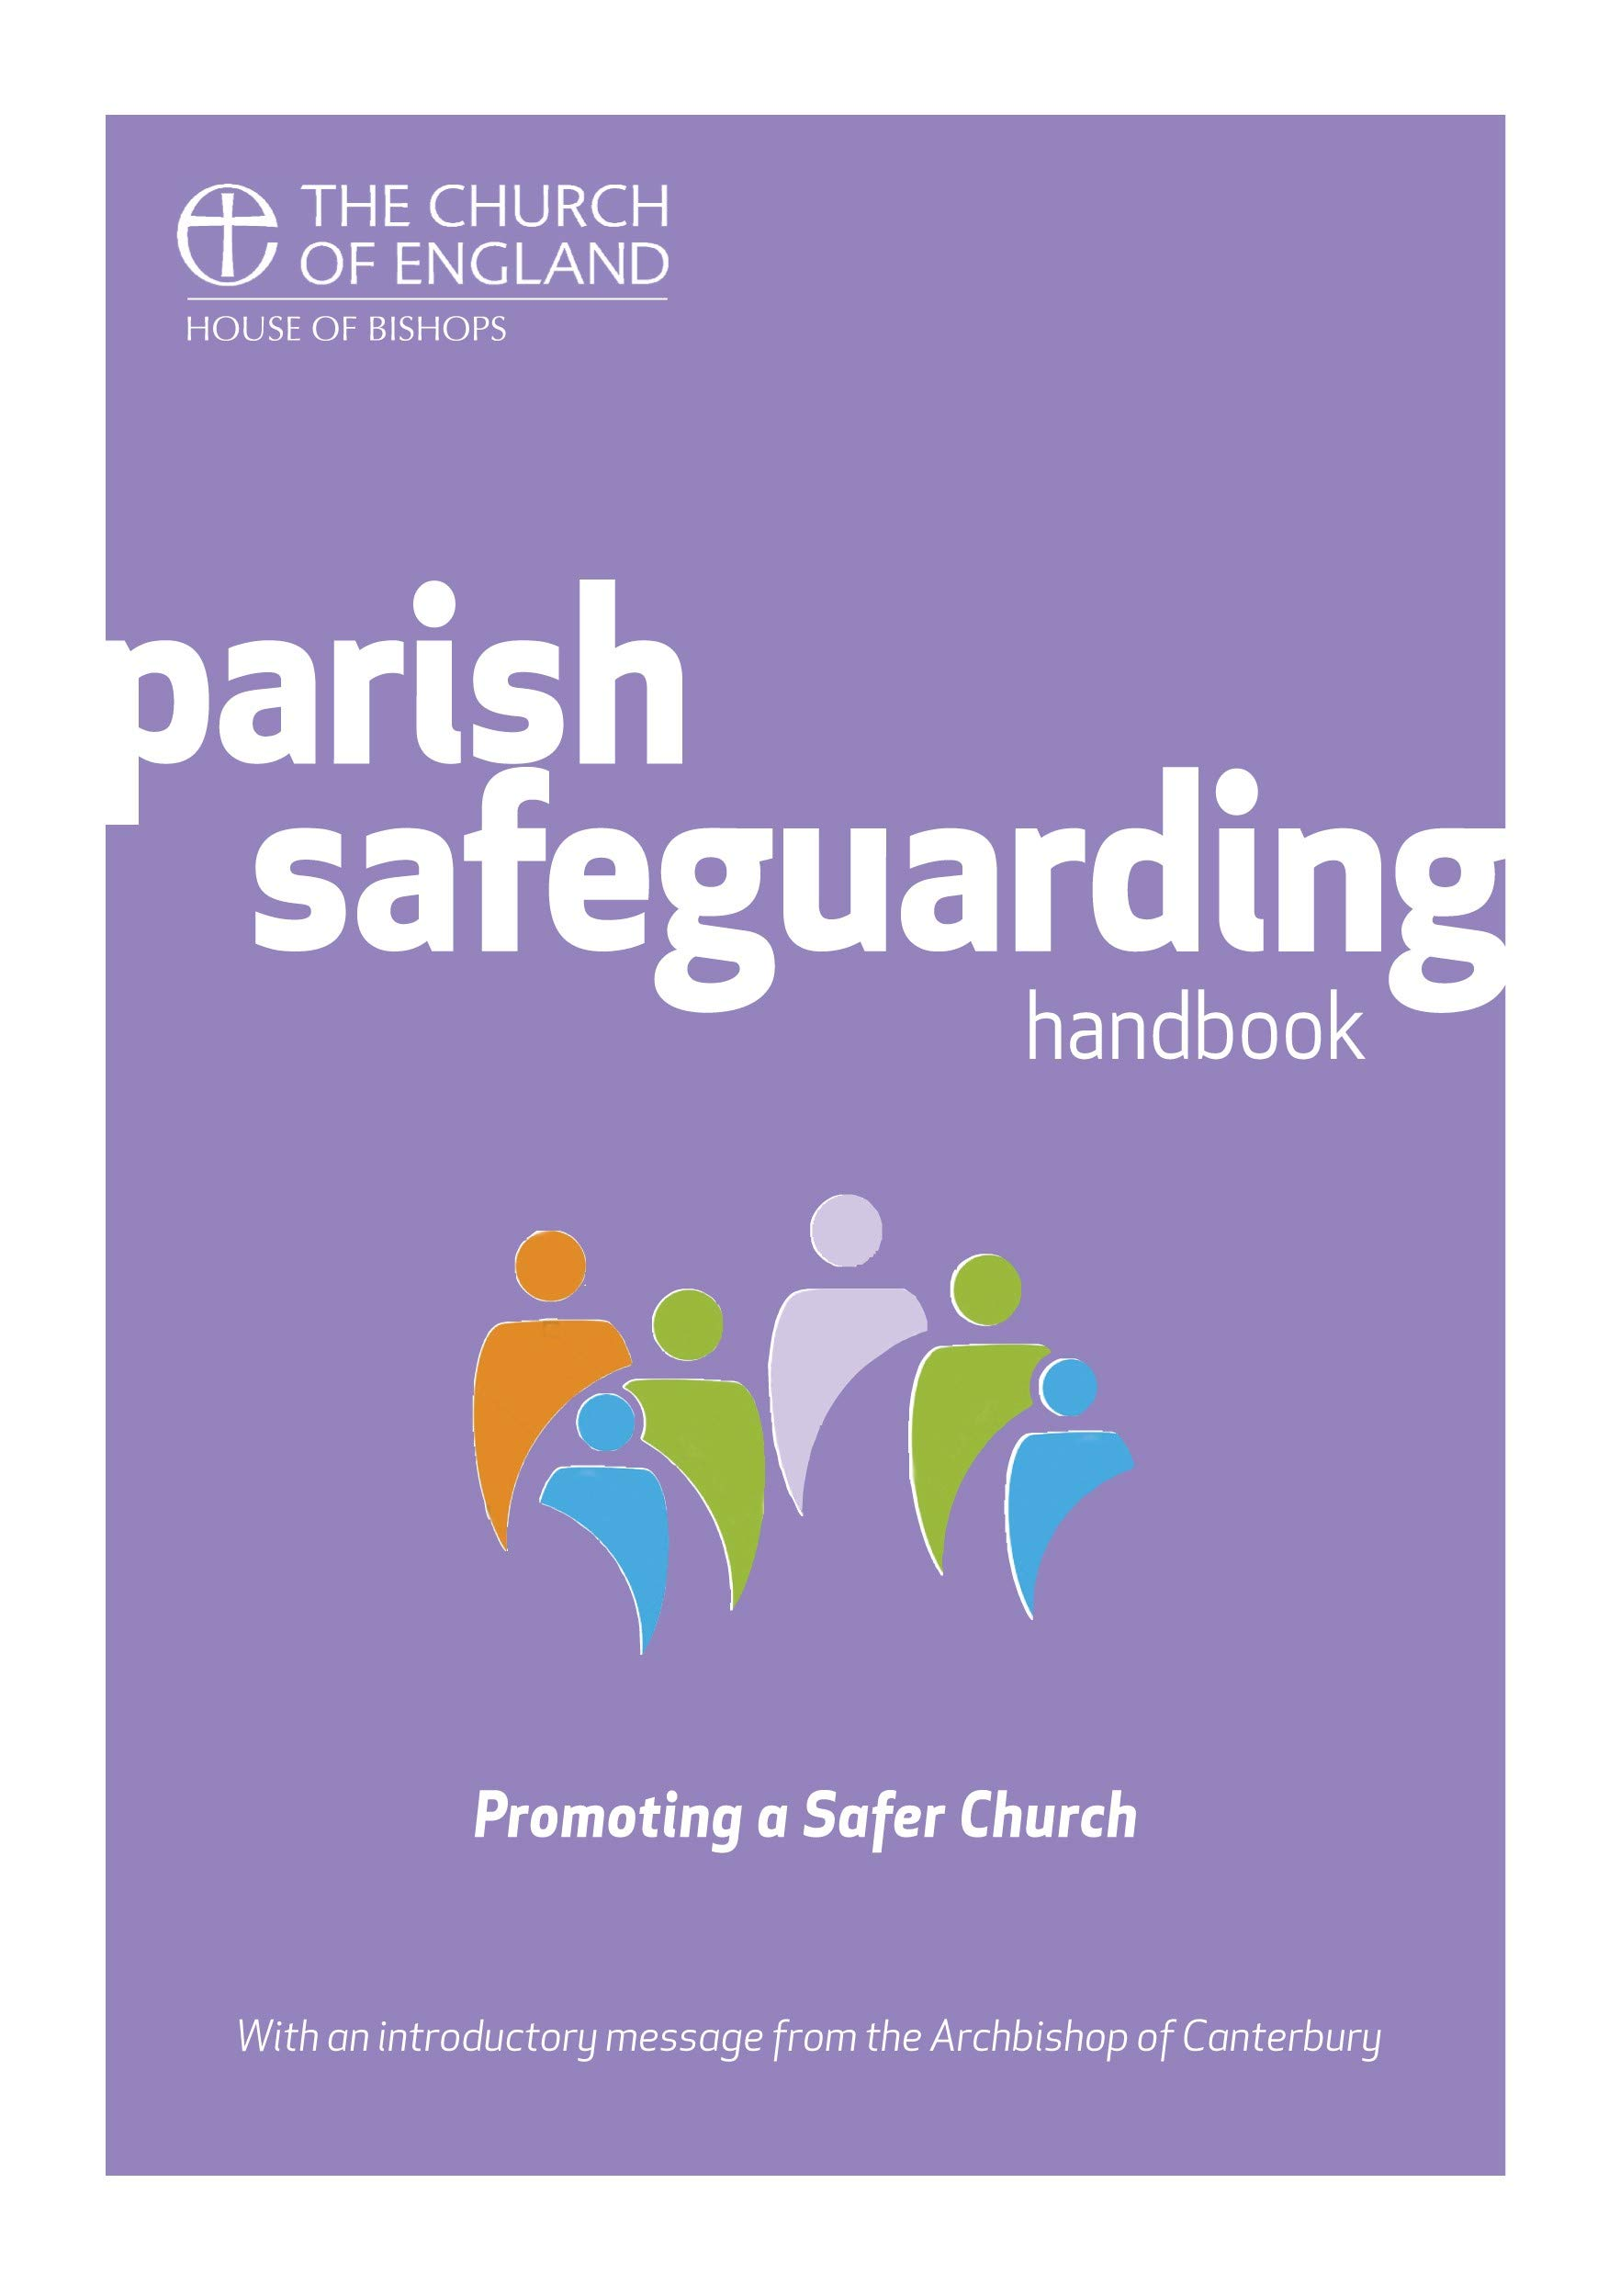 THE CHURCH
OF ENGLAND
HOUSE OF BISHOPS
parish
safeguarding
handbook
Promoting a Safer Church
With an introductory message from the Archbishop of Canterbury